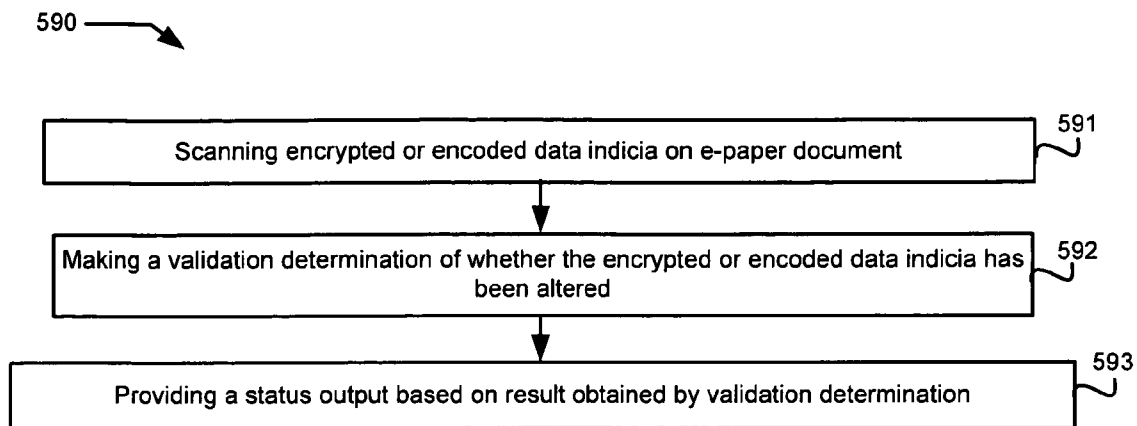 590
591
Scanning encrypted or encoded data indicia on e-paper document
592
Making a validation determination of whether the encrypted or encoded data indicia has
been altered
593
Providing a status output based on result obtained by validation determination